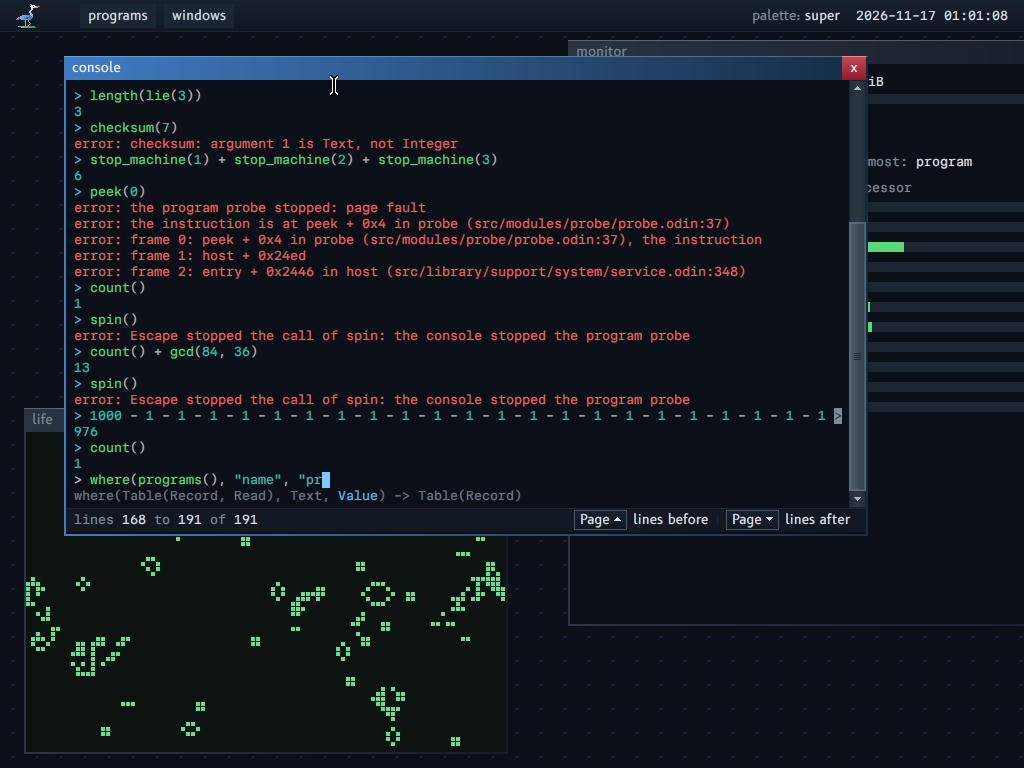 programs windows palette: super 2026-11-17 01:01:08
monitor
console x
iB
> length(lie(3))
3
> checksum(7)
error: checksum: argument 1 is Text, not Integer
> stop_machine(1) + stop_machine(2) + stop_machine(3)
6
most: program
> peek(0)
cessor
error: the program probe stopped: page fault
error: the instruction is at peek + 0x4 in probe (src/modules/probe/probe.odin:37)
error: frame 0: peek + 0x4 in probe (src/modules/probe/probe.odin:37), the instruction
error: frame 1: host + 0x24ed
error: frame 2: entry + 0x2446 in host (src/library/support/system/service.odin:348)
> count()
1
> spin()
error: Escape stopped the call of spin: the console stopped the program probe
> count() + gcd(84, 36)
13
> spin()
error: Escape stopped the call of spin: the console stopped the program probe
> 1000 - 1 - 1 - 1 - 1 - 1 - 1 - 1 - 1 - 1 - 1 - 1 - 1 - 1 - 1 - 1 - 1 - 1 - 1 - 1 - 1 - 1 - 1 >
life
976
> count()
1
> where(programs(), "name", "pr
where(Table(Record, Read), Text, Value) -> Table(Record)
lines 168 to 191 of 191 Page lines before Page lines after